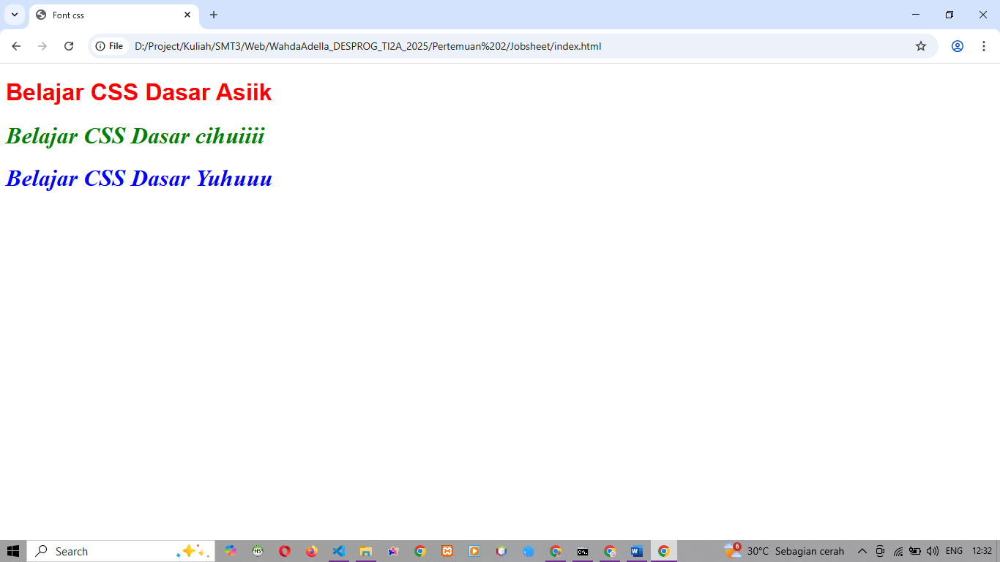 Font css
File
D:/Project/Kuliah/SMT3/Web/WahdaAdella_DESPROG_TI2A_2025/Pertemuan%202/Jobsheet/index.html
Belajar CSS Dasar Asiik
Belajar CSS Dasar cihuiiii
Belajar CSS Dasar Yuhuuu
Search
HS
W
6
30°C Sebagian cerah
ENG
12:32